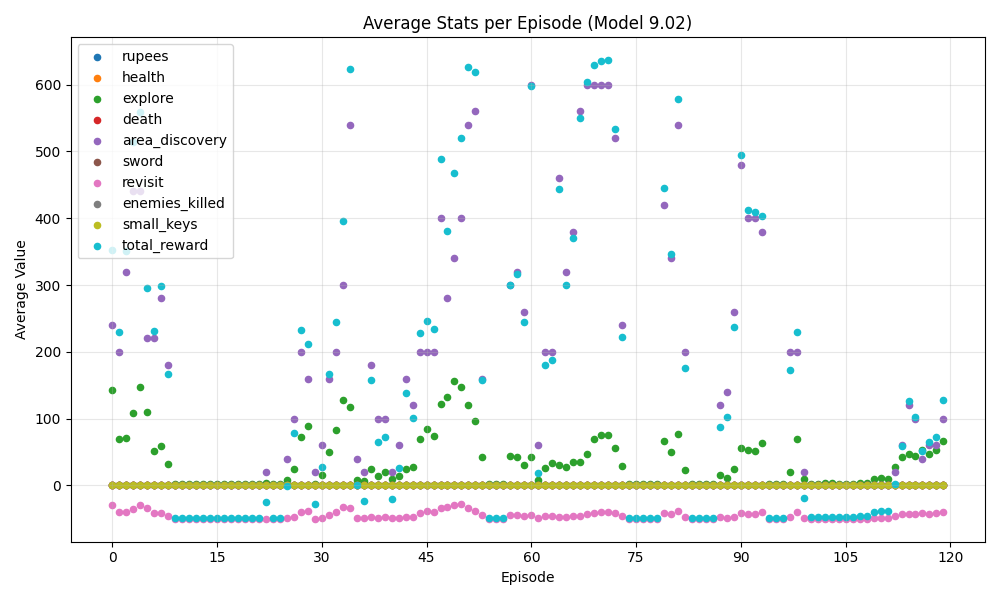 Average Stats per Episode (Model 9.02)
rupees
health
explore
death
area_discovery
sword
revisit
enemies_killed
small_keys
total_reward
Average Value
600
500
400
300
200
100
0
0 15 30 45 60 75 90 105 120
Episode